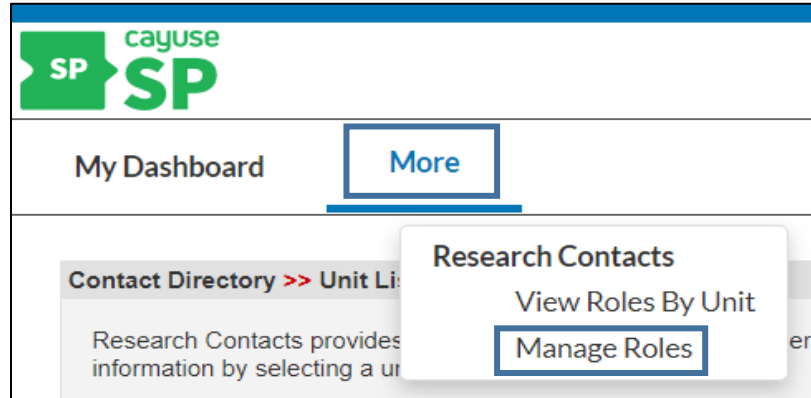 SP
cayuse
SP
My Dashboard
More
Research Contacts
View Roles By Unit
Manage Roles
Contact Directory >> Unit Li
Research Contacts provides
information by selecting a